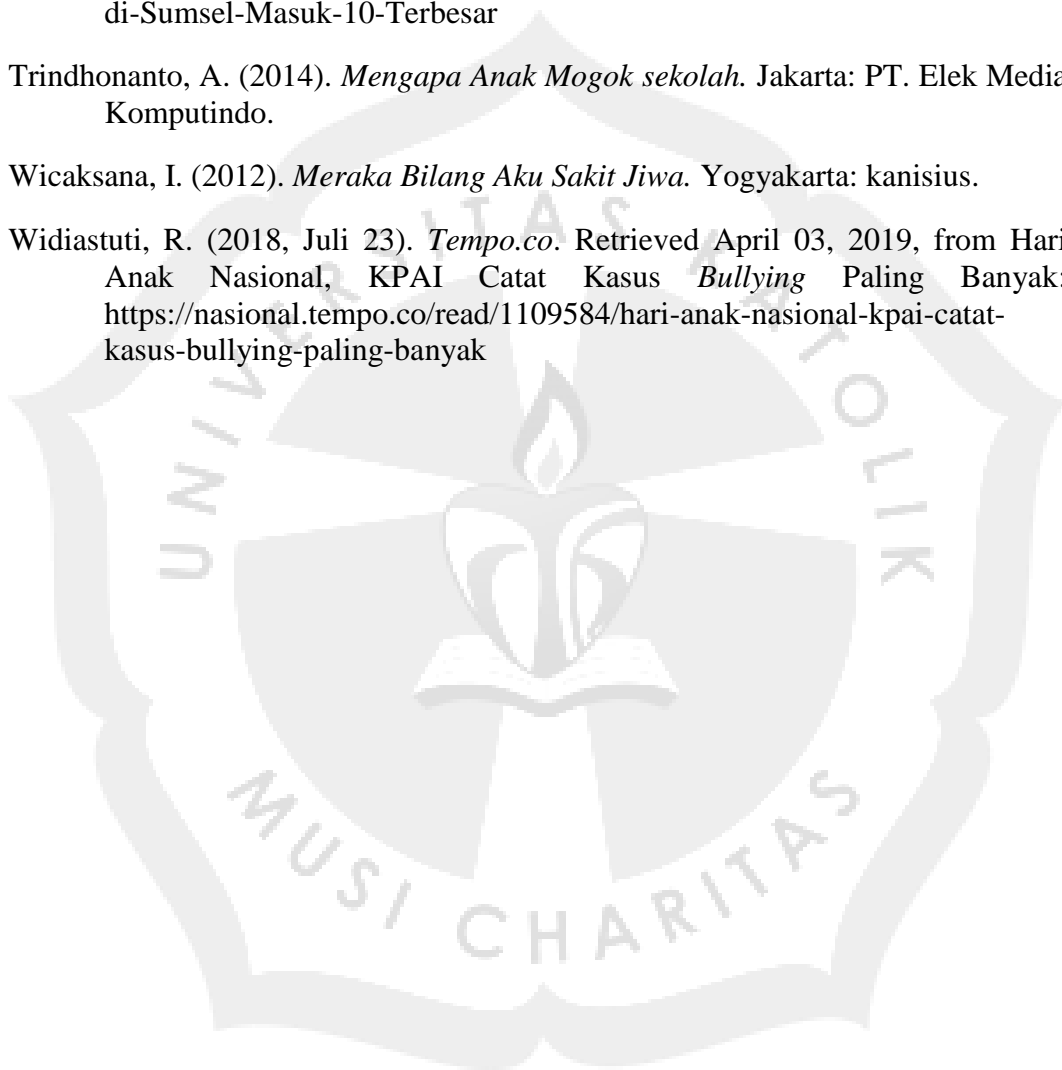 di-Sumsel-Masuk-10-Terbesar
Trindhonanto, A. (2014). Mengapa Anak Mogok sekolah. Jakarta: PT. Elek Media
Komputindo.
Wicaksana, I. (2012). Meraka Bilang Aku Sakit Jiwa. Yogyakarta: kanisius.
Widiastuti, R. (2018, Juli 23). Tempo.co. Retrieved April 03, 2019, from Hari
Anak Nasional, KPAI Catat Kasus Bullying Paling Banyak:
https://nasional.tempo.co/read/1109584/hari-anak-nasional-kpai-catat-
kasus-bullying-paling-banyak
UNIVERSITAS KATOLIK
MUSI CHARITAS